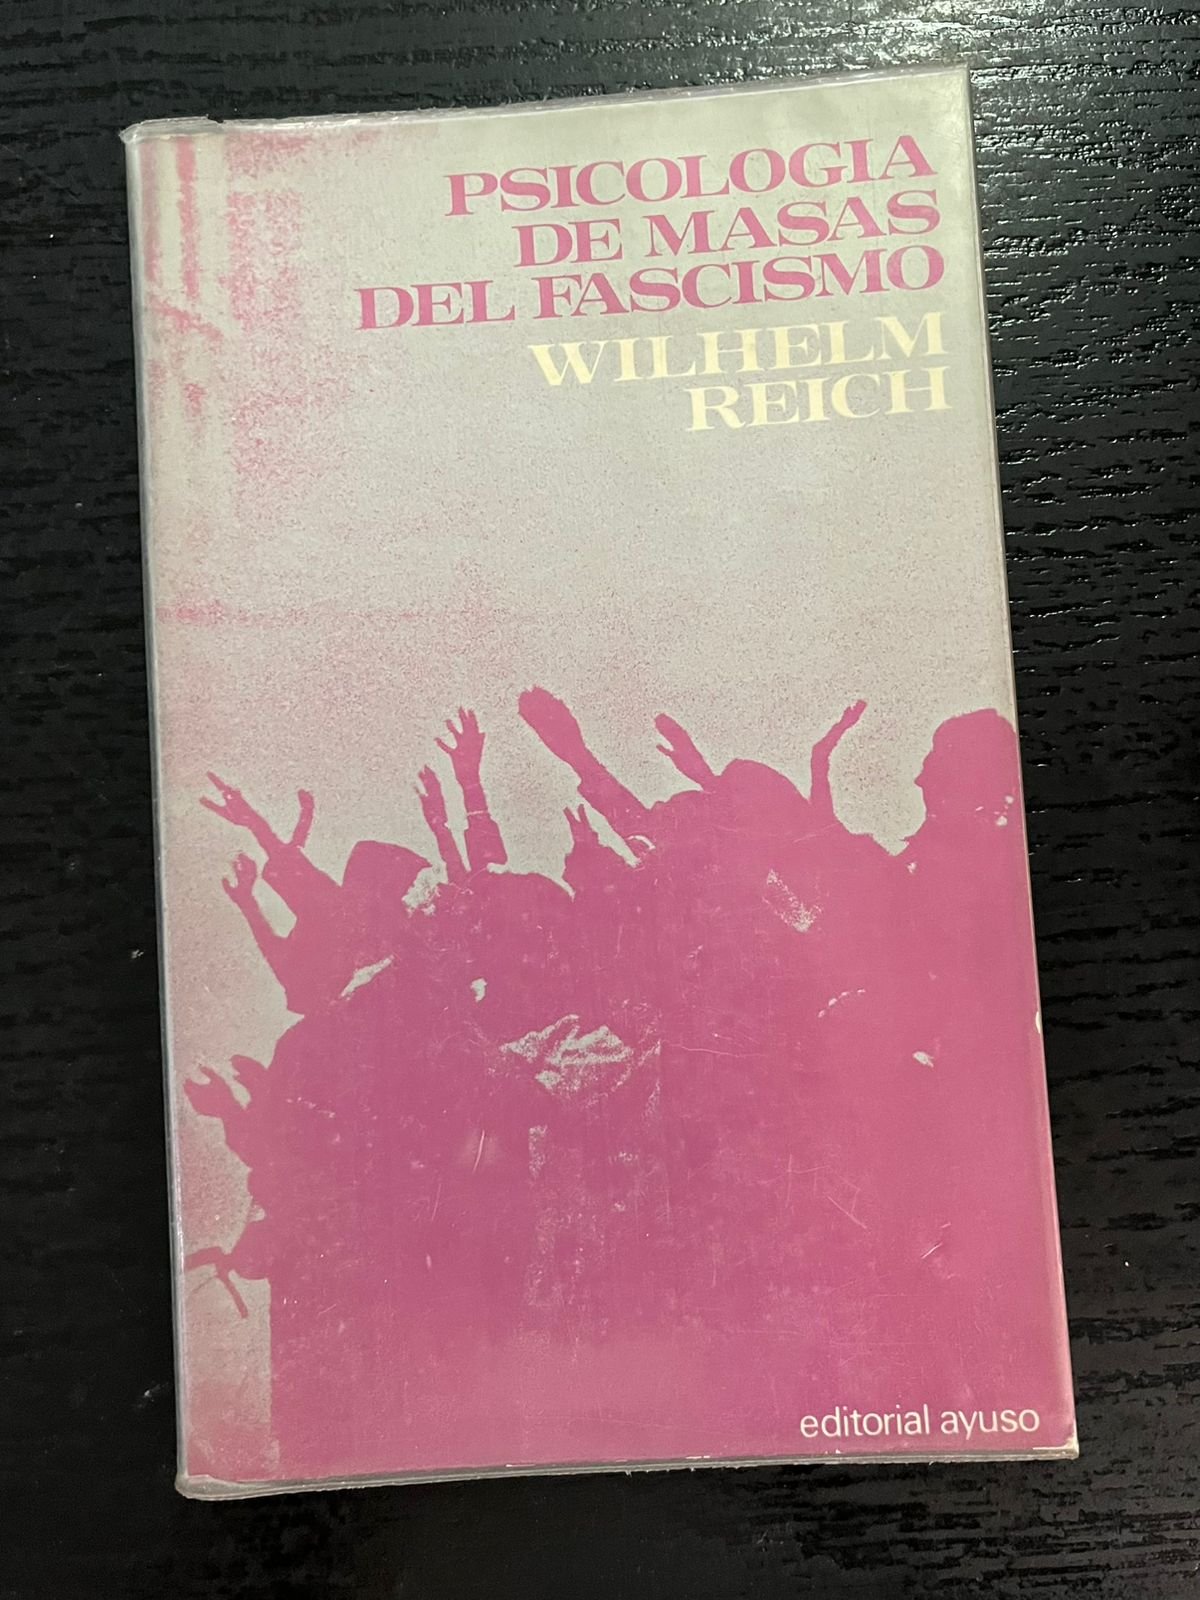 PSICOLOGIA
DE MASAS
DEL FASCISMO
WILHELM
REICH
editorial ayuso